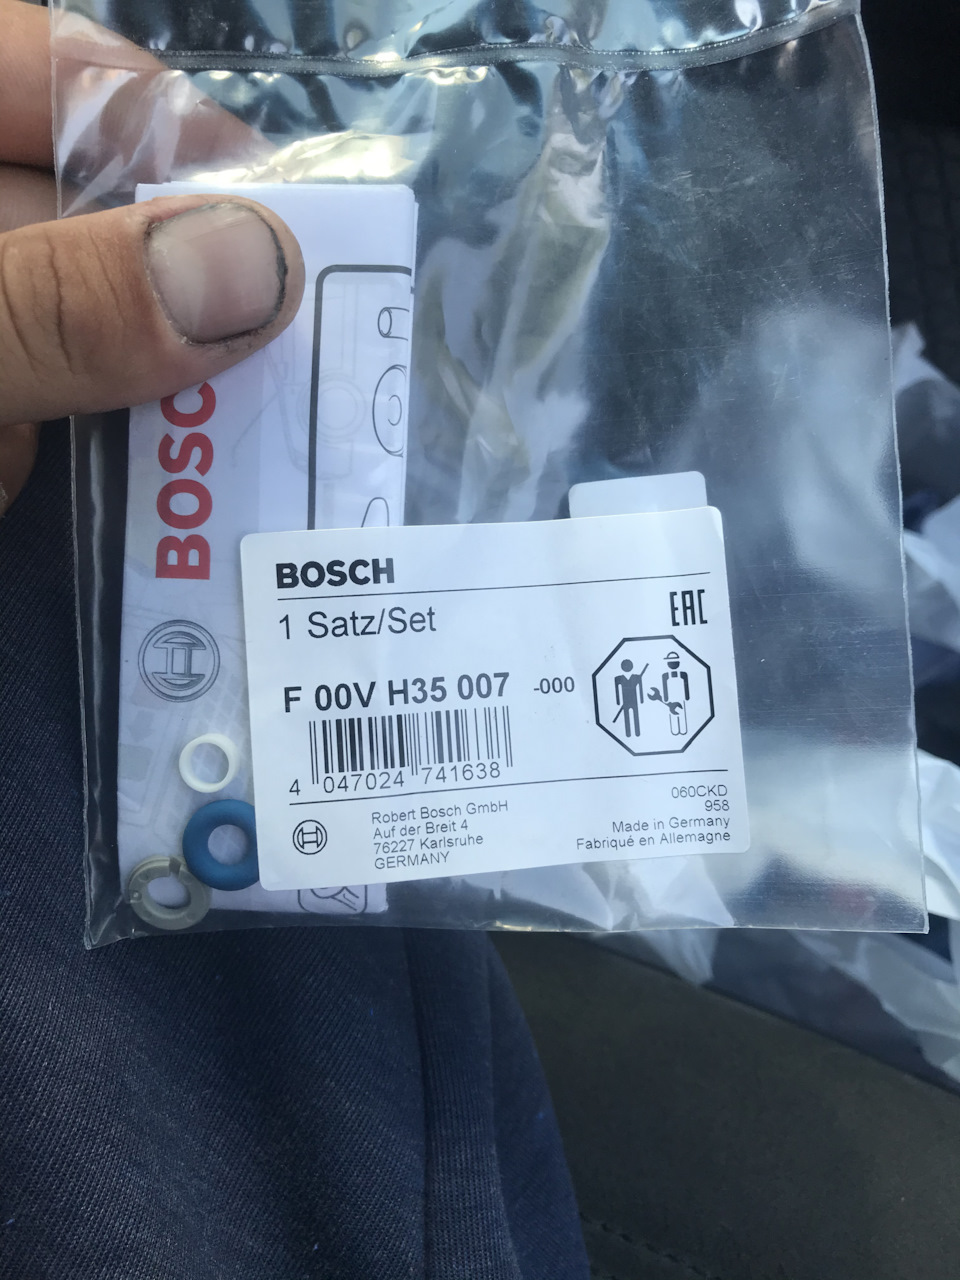 BOSC
BOSCH
1 Satz/Set
EAC
F 00V H35 007 -000
4 047024 741638
Robert Bosch GmbH
Auf der Breit 4
76227 Karlsruhe
GERMANY
060CKD
958
Made in Germany
Fabriqué en Allemagne